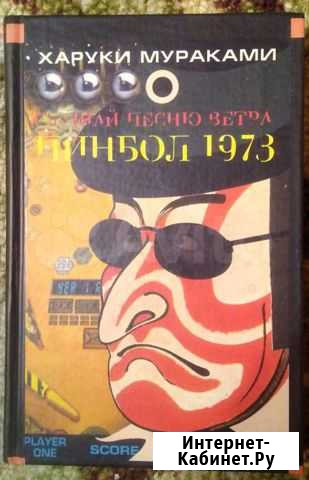 ХАРУКИ МУРАКАМИ
СЛУШАЙ ПЕСНЮ ВЕТРА
ПИНБОЛ 1973
PLAYER
ONE
SCORE
Интернет-
Кабинет.Ру